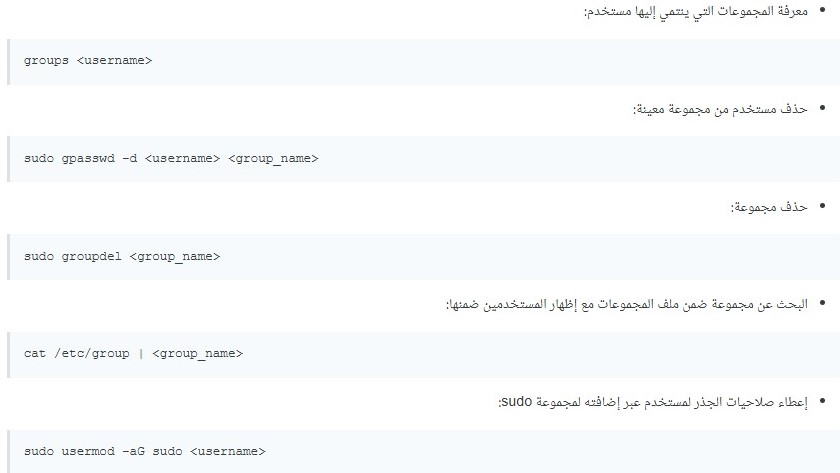 معرفة المجموعات التي ينتمي إليها مستخدم:
groups <username>
حذف مستخدم من مجموعة معينة:
sudo gpasswd -d <username> <group_name>
حذف مجموعة:
sudo groupdel <group_name>
البحث عن مجموعة ضمن ملف المجموعات مع إظهار المستخدمين ضمنها:
cat /etc/group | <group_name>
إعطاء صلاحيات الجذر لمستخدم عبر إضافته لمجموعة sudo:
sudo usermod -aG sudo <username>